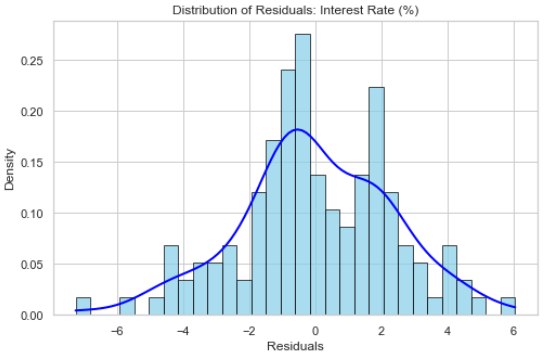 Distribution of Residuals: Interest Rate (%)
0.25
0.20
0.15
0.10
0.05
0.00
Density
−6 −4 −2 0 2 4 6
Residuals